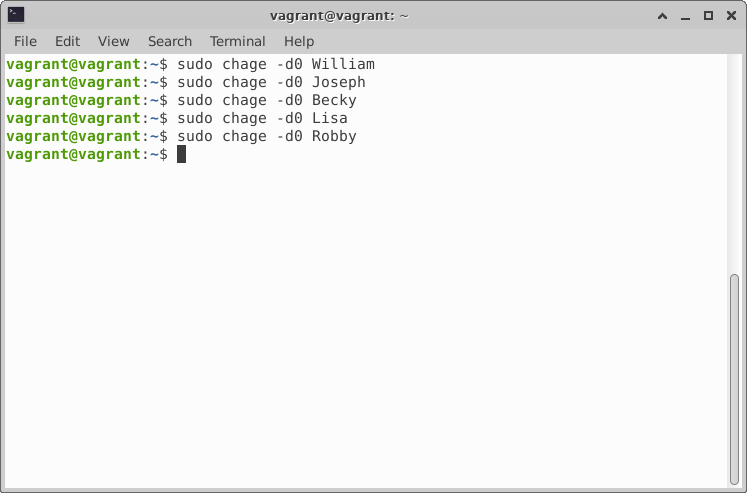 vagrant@vagrant: ~
File Edit View Search Terminal Help
vagrant@vagrant:~$ sudo chage -d0 William
vagrant@vagrant:~$ sudo chage -d0 Joseph
vagrant@vagrant:~$ sudo chage -d0 Becky
vagrant@vagrant:~$ sudo chage -d0 Lisa
vagrant@vagrant:~$ sudo chage -d0 Robby
vagrant@vagrant:~$